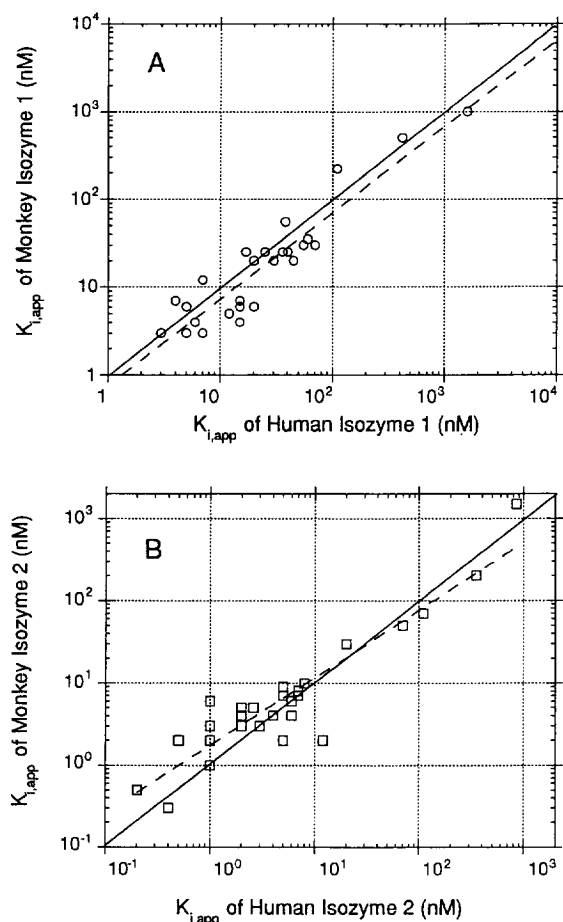 A
10⁴
10³
10²
10
1
K_i,app of Monkey Isozyme 1 (nM)
1 10 10² 10³ 10⁴
K_i,app of Human Isozyme 1 (nM)
B
10³
10²
10¹
10⁰
10⁻¹
K_i,app of Monkey Isozyme 2 (nM)
10⁻¹ 10⁰ 10¹ 10² 10³
K_i,app of Human Isozyme 2 (nM)